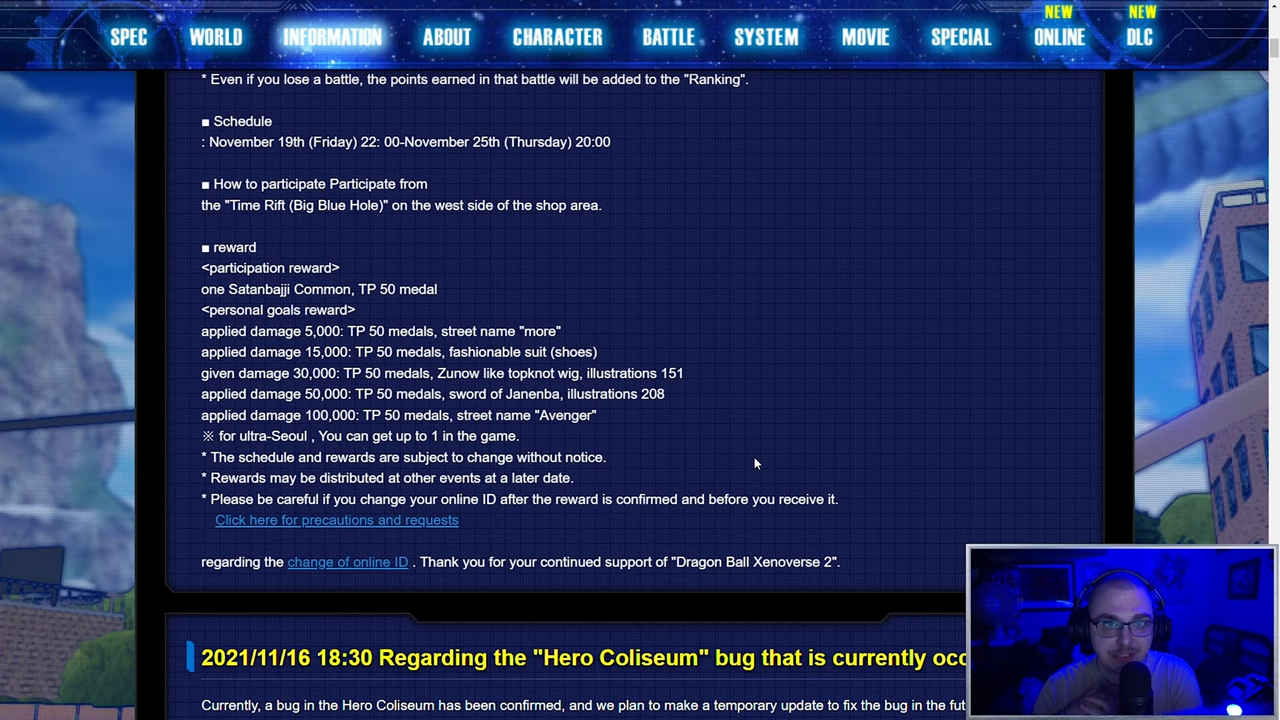 NEW NEW
SPEC WORLD INFORMATION ABOUT CHARACTER BATTLE SYSTEM MOVIE SPECIAL ONLINE DLC
* Even if you lose a battle, the points earned in that battle will be added to the "Ranking".
■ Schedule
: November 19th (Friday) 22: 00-November 25th (Thursday) 20:00
■ How to participate Participate from
the "Time Rift (Big Blue Hole)" on the west side of the shop area.
■ reward
<participation reward>
one Satanbajji Common, TP 50 medal
<personal goals reward>
applied damage 5,000: TP 50 medals, street name "more"
applied damage 15,000: TP 50 medals, fashionable suit (shoes)
given damage 30,000: TP 50 medals, Zunow like topknot wig, illustrations 151
applied damage 50,000: TP 50 medals, sword of Janenba, illustrations 208
applied damage 100,000: TP 50 medals, street name "Avenger"
※ for ultra-Seoul , You can get up to 1 in the game.
* The schedule and rewards are subject to change without notice.
* Rewards may be distributed at other events at a later date.
* Please be careful if you change your online ID after the reward is confirmed and before you receive it.
Click here for precautions and requests
regarding the change of online ID . Thank you for your continued support of "Dragon Ball Xenoverse 2".
2021/11/16 18:30 Regarding the "Hero Coliseum" bug that is currently occ
Currently, a bug in the Hero Coliseum has been confirmed, and we plan to make a temporary update to fix the bug in the fut